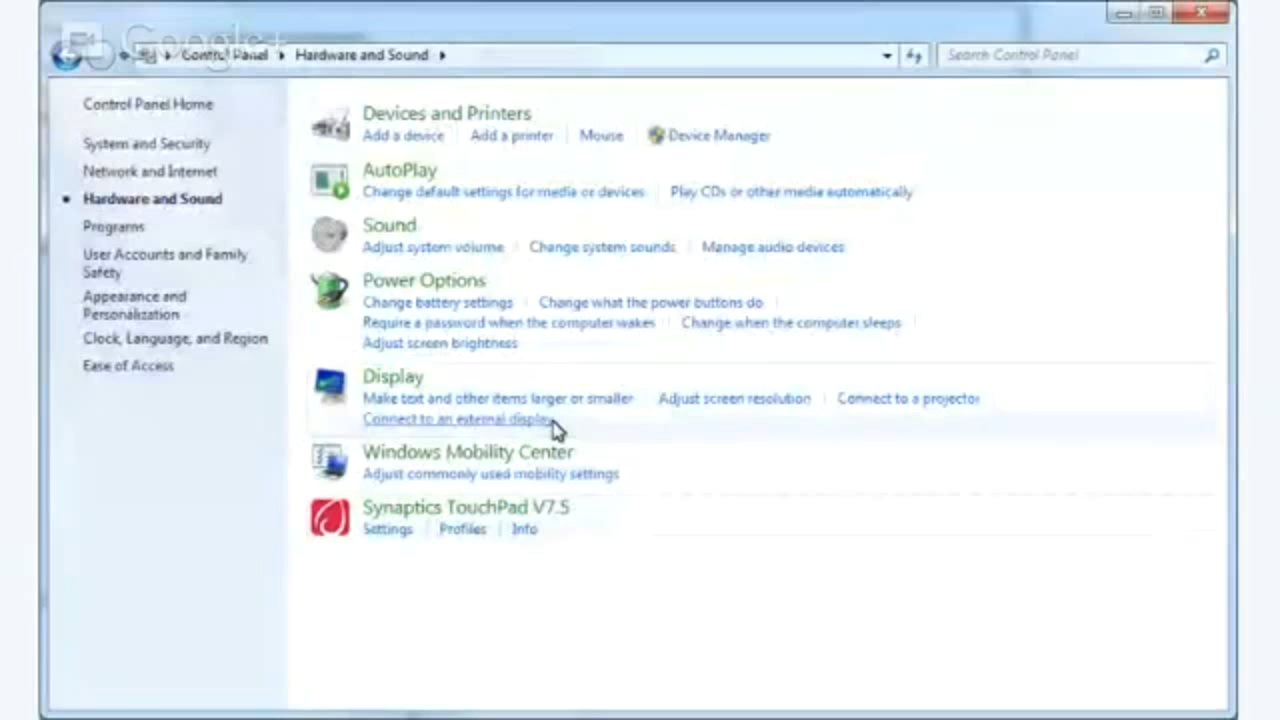 Google+
Control Panel Hardware and Sound Search Control Panel
Control Panel Home
System and Security
Network and Internet
Hardware and Sound
Programs
User Accounts and Family
Safety
Appearance and
Personalization
Clock, Language, and Region
Ease of Access
Devices and Printers
Add a device Add a printer Mouse Device Manager
AutoPlay
Change default settings for media or devices Play CDs or other media automatically
Sound
Adjust system volume Change system sounds Manage audio devices
Power Options
Change battery settings Change what the power buttons do
Require a password when the computer wakes Change when the computer sleeps
Adjust screen brightness
Display
Make text and other items larger or smaller Adjust screen resolution Connect to a projector
Connect to an external display
Windows Mobility Center
Adjust commonly used mobility settings
Synaptics TouchPad V7.5
Settings Profiles Info